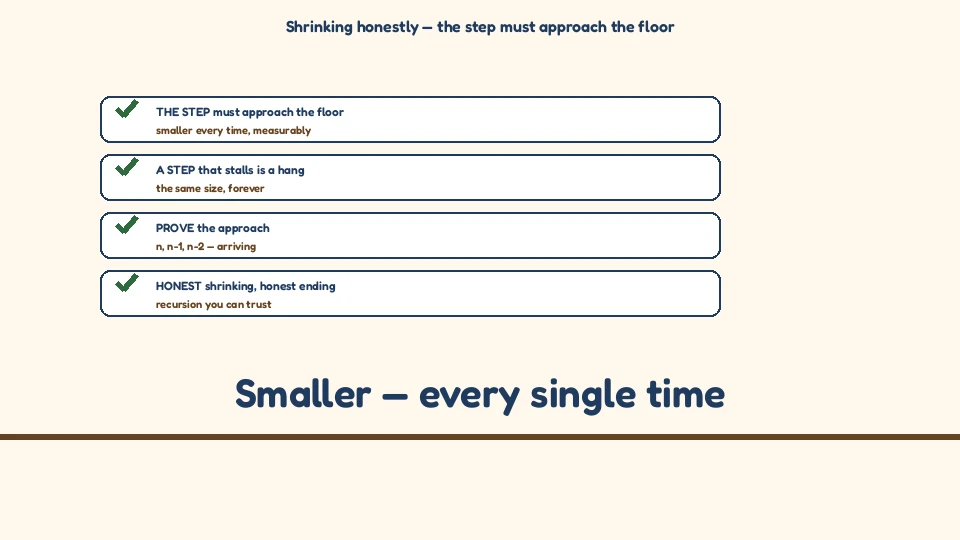 Shrinking honestly — the step must approach the floor
THE STEP must approach the floor
smaller every time, measurably
A STEP that stalls is a hang
the same size, forever
PROVE the approach
n, n-1, n-2 — arriving
HONEST shrinking, honest ending
recursion you can trust
Smaller — every single time